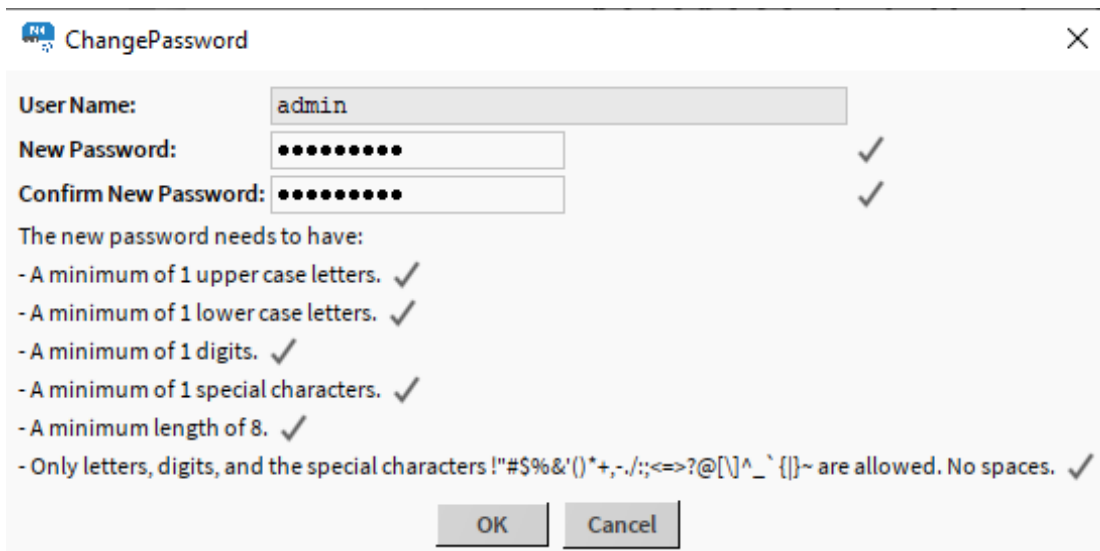 ChangePassword
User Name: admin
New Password: ●●●●●●●●●
Confirm New Password: ●●●●●●●●●
The new password needs to have:
- A minimum of 1 upper case letters.
- A minimum of 1 lower case letters.
- A minimum of 1 digits.
- A minimum of 1 special characters.
- A minimum length of 8.
- Only letters, digits, and the special characters !"#$%&'()*+,-./:;<=>?@[\]^_`{|}~ are allowed. No spaces.
OK Cancel